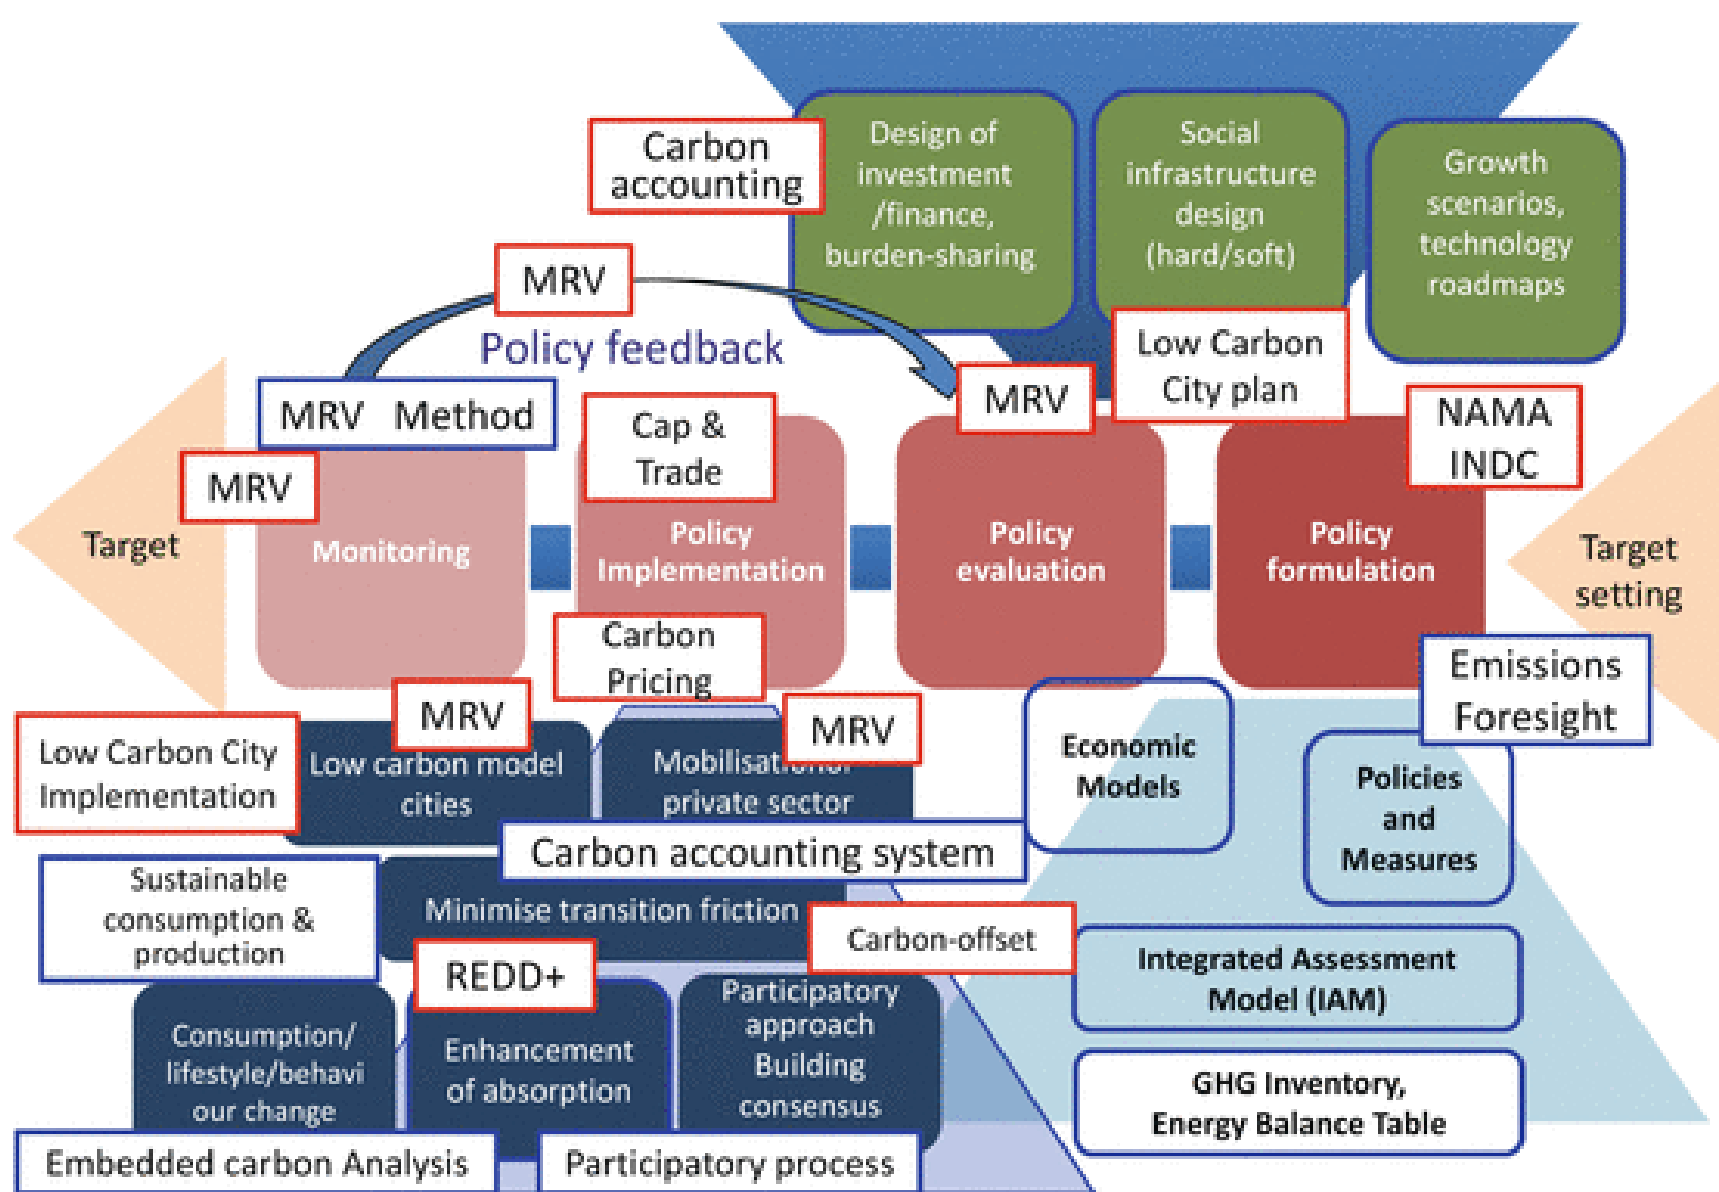 Carbon
accounting
Design of
investment
/finance,
burden-sharing
Social
infrastructure
design
(hard/soft)
Growth
scenarios,
technology
roadmaps
MRV
Policy feedback
MRV Method
MRV
Cap &
Trade
MRV
Low Carbon
City plan
NAMA
INDC
Target
Monitoring
Policy
Implementation
Policy
evaluation
Policy
formulation
Target
setting
Carbon
Pricing
Emissions
Foresight
MRV
MRV
Low Carbon City
Implementation
Low carbon model
cities
private sector
Economic
Models
Policies
and
Measures
Carbon accounting system
Sustainable
consumption &
production
Minimise transition friction
Carbon-offset
REDD+
Integrated Assessment
Model (IAM)
Consumption/
lifestyle/behavi
our change
Enhancement
of absorption
Participatory
approach
Building
consensus
GHG Inventory,
Energy Balance Table
Embedded carbon Analysis
Participatory process